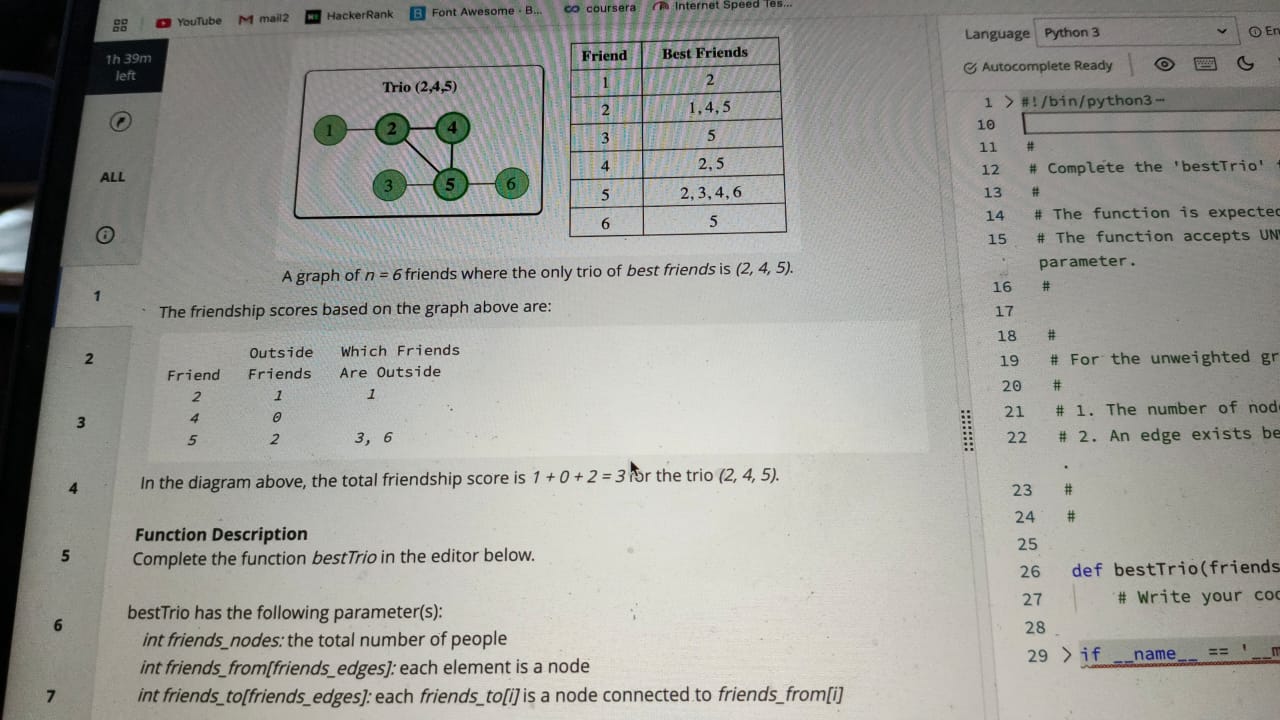 YouTube
mail2
HackerRank
B Font Awesome - B...
coursera
Internet Speed Tes...
1h 39m
left
ALL
1
2
3
4
5
6
7
Trio (2,4,5)
1 2 4
3 5 6
Friend Best Friends
1 2
2 1, 4, 5
3 5
4 2, 5
5 2, 3, 4, 6
6 5
A graph of n = 6 friends where the only trio of best friends is (2, 4, 5).
The friendship scores based on the graph above are:
Outside Which Friends
Friend Friends Are Outside
2 1 1
4 0
5 2 3, 6
In the diagram above, the total friendship score is 1 + 0 + 2 = 3 for the trio (2, 4, 5).
Function Description
Complete the function bestTrio in the editor below.
bestTrio has the following parameter(s):
int friends_nodes: the total number of people
int friends_from[friends_edges]: each element is a node
int friends_to[friends_edges]: each friends_to[i] is a node connected to friends_from[i]
Language Python 3
En
Autocomplete Ready
1 > #!/bin/python3
10
11 #
12 # Complete the 'bestTrio'
13 #
14 # The function is expected
15 # The function accepts UNW
parameter.
16 #
17
18 #
19 # For the unweighted gr
20 #
21 # 1. The number of node
22 # 2. An edge exists be
.
23 #
24 #
25
26 def bestTrio(friends
27 # Write your cod
28
29 > if __name__ == '__m